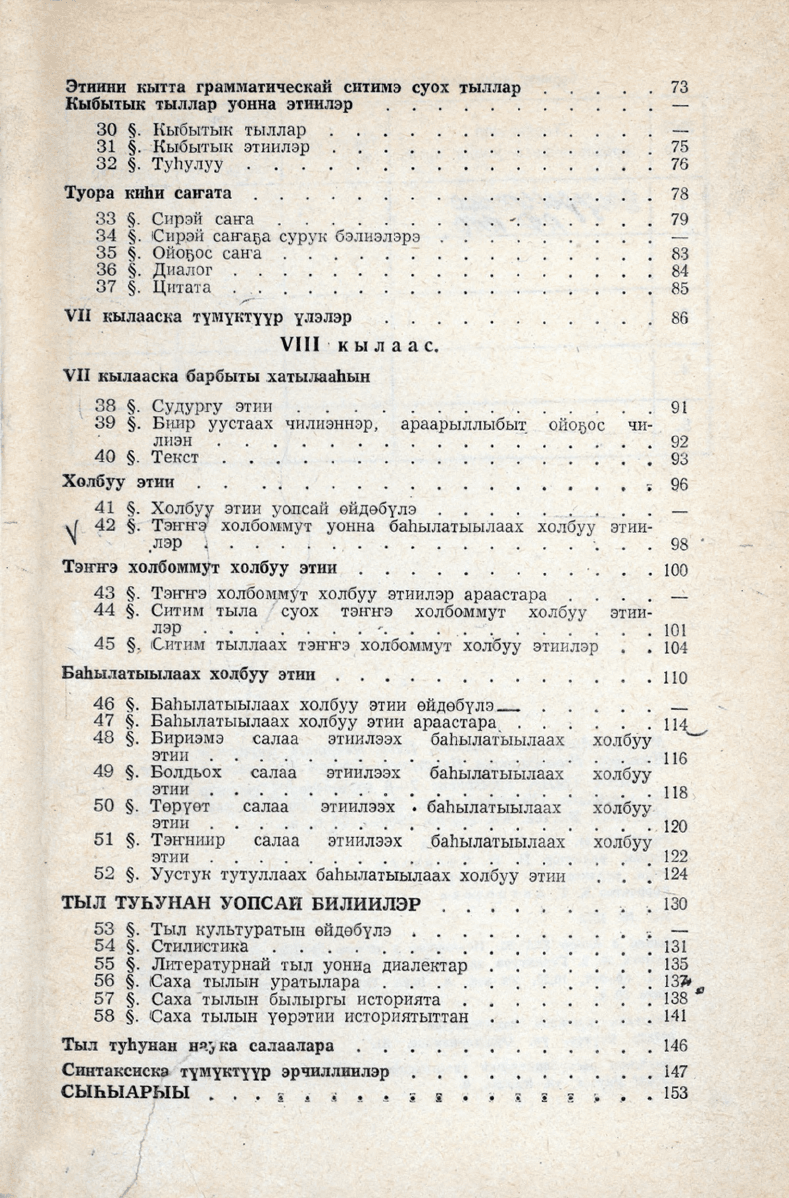 Этиини кытта грамматическай ситимэ суох тыллар . . . . . 73
Кыбытык тыллар уонна этиилэр . . . . . . . . . . . —
30 §. Кыбытык тыллар . . . . . . . . . . . . . —
31 §. Кыбытык этиилэр . . . . . . . . . . . . . 75
32 §. Туһулуу . . . . . . . . . . . . . . . . 76
Туора киһи саҥата . . . . . . . . . . . . . . . . 78
33 §. Сирэй саҥа . . . . . . . . . . . . . . . 79
34 §. Сирэй саҥаҕа сурук бэлиэлэрэ . . . . . . . . . —
35 §. Ойоҕос саҥа . . . . . . . . . . . . . . . 83
36 §. Диалог . . . . . . . . . . . . . . . . . 84
37 §. Цитата . . . . . . . . . . . . . . . . . 85
VII кылааска түмүктүүр үлэлэр . . . . . . . . . . . 86
VIII кылаас.
VII кылааска барбыты хатылааһын
38 §. Судургу этии . . . . . . . . . . . . . . 91
39 §. Биир уустаах чилиэннэр, араарыллыбыт ойоҕос чи-
лиэн . . . . . . . . . . . . . . . . . . 92
40 §. Текст . . . . . . . . . . . . . . . . . 93
Холбуу этии . . . . . . . . . . . . . . . . . . 96
41 §. Холбуу этии уопсай өйдөбүлэ . . . . . . . . . —
42 §. Тэҥҥэ холбоммут уонна баһылатыылаах холбуу этии-
лэр . . . . . . . . . . . . . . . . . . 98
Тэҥҥэ холбоммут холбуу этии . . . . . . . . . . . . 100
43 §. Тэҥҥэ холбоммут холбуу этиилэр араастара . . . . —
44 §. Ситим тыла суох тэҥҥэ холбоммут холбуу этии-
лэр . . . . . . . . . . . . . . . . . . 101
45 §. Ситим тыллаах тэҥҥэ холбоммут холбуу этиилэр . . 104
Баһылатыылаах холбуу этии . . . . . . . . . . . . . 110
46 §. Баһылатыылаах холбуу этии өйдөбүлэ . . . . . . —
47 §. Баһылатыылаах холбуу этии араастара . . . . . . 114
48 §. Бириэмэ салаа этиилээх баһылатыылаах холбуу
этии . . . . . . . . . . . . . . . . . . 116
49 §. Болдьох салаа этиилээх баһылатыылаах холбуу
этии . . . . . . . . . . . . . . . . . . 118
50 §. Төрүөт салаа этиилээх баһылатыылаах холбуу
этии . . . . . . . . . . . . . . . . . . 120
51 §. Тэҥниир салаа этиилээх баһылатыылаах холбуу
этии . . . . . . . . . . . . . . . . . . 122
52 §. Уустук тутуллаах баһылатыылаах холбуу этии . . . 124
ТЫЛ ТУҺУНАН УОПСАЙ БИЛИИЛЭР . . . . . . . . . 130
53 §. Тыл культуратын өйдөбүлэ . . . . . . . . . . —
54 §. Стилистика . . . . . . . . . . . . . . . 131
55 §. Литературнай тыл уонна диалектар . . . . . . . 135
56 §. Саха тылын уратылара . . . . . . . . . . . 137
57 §. Саха тылын былыргы историята . . . . . . . . 138
58 §. Саха тылын үөрэтии историятыттан . . . . . . . 141
Тыл туһунан наука салаалара . . . . . . . . . . . . 146
Синтаксиска түмүктүүр эрчиллиилэр . . . . . . . . . . 147
СЫҺЫАРЫЫ . . . . . . . . . . . . . . . . . . 153